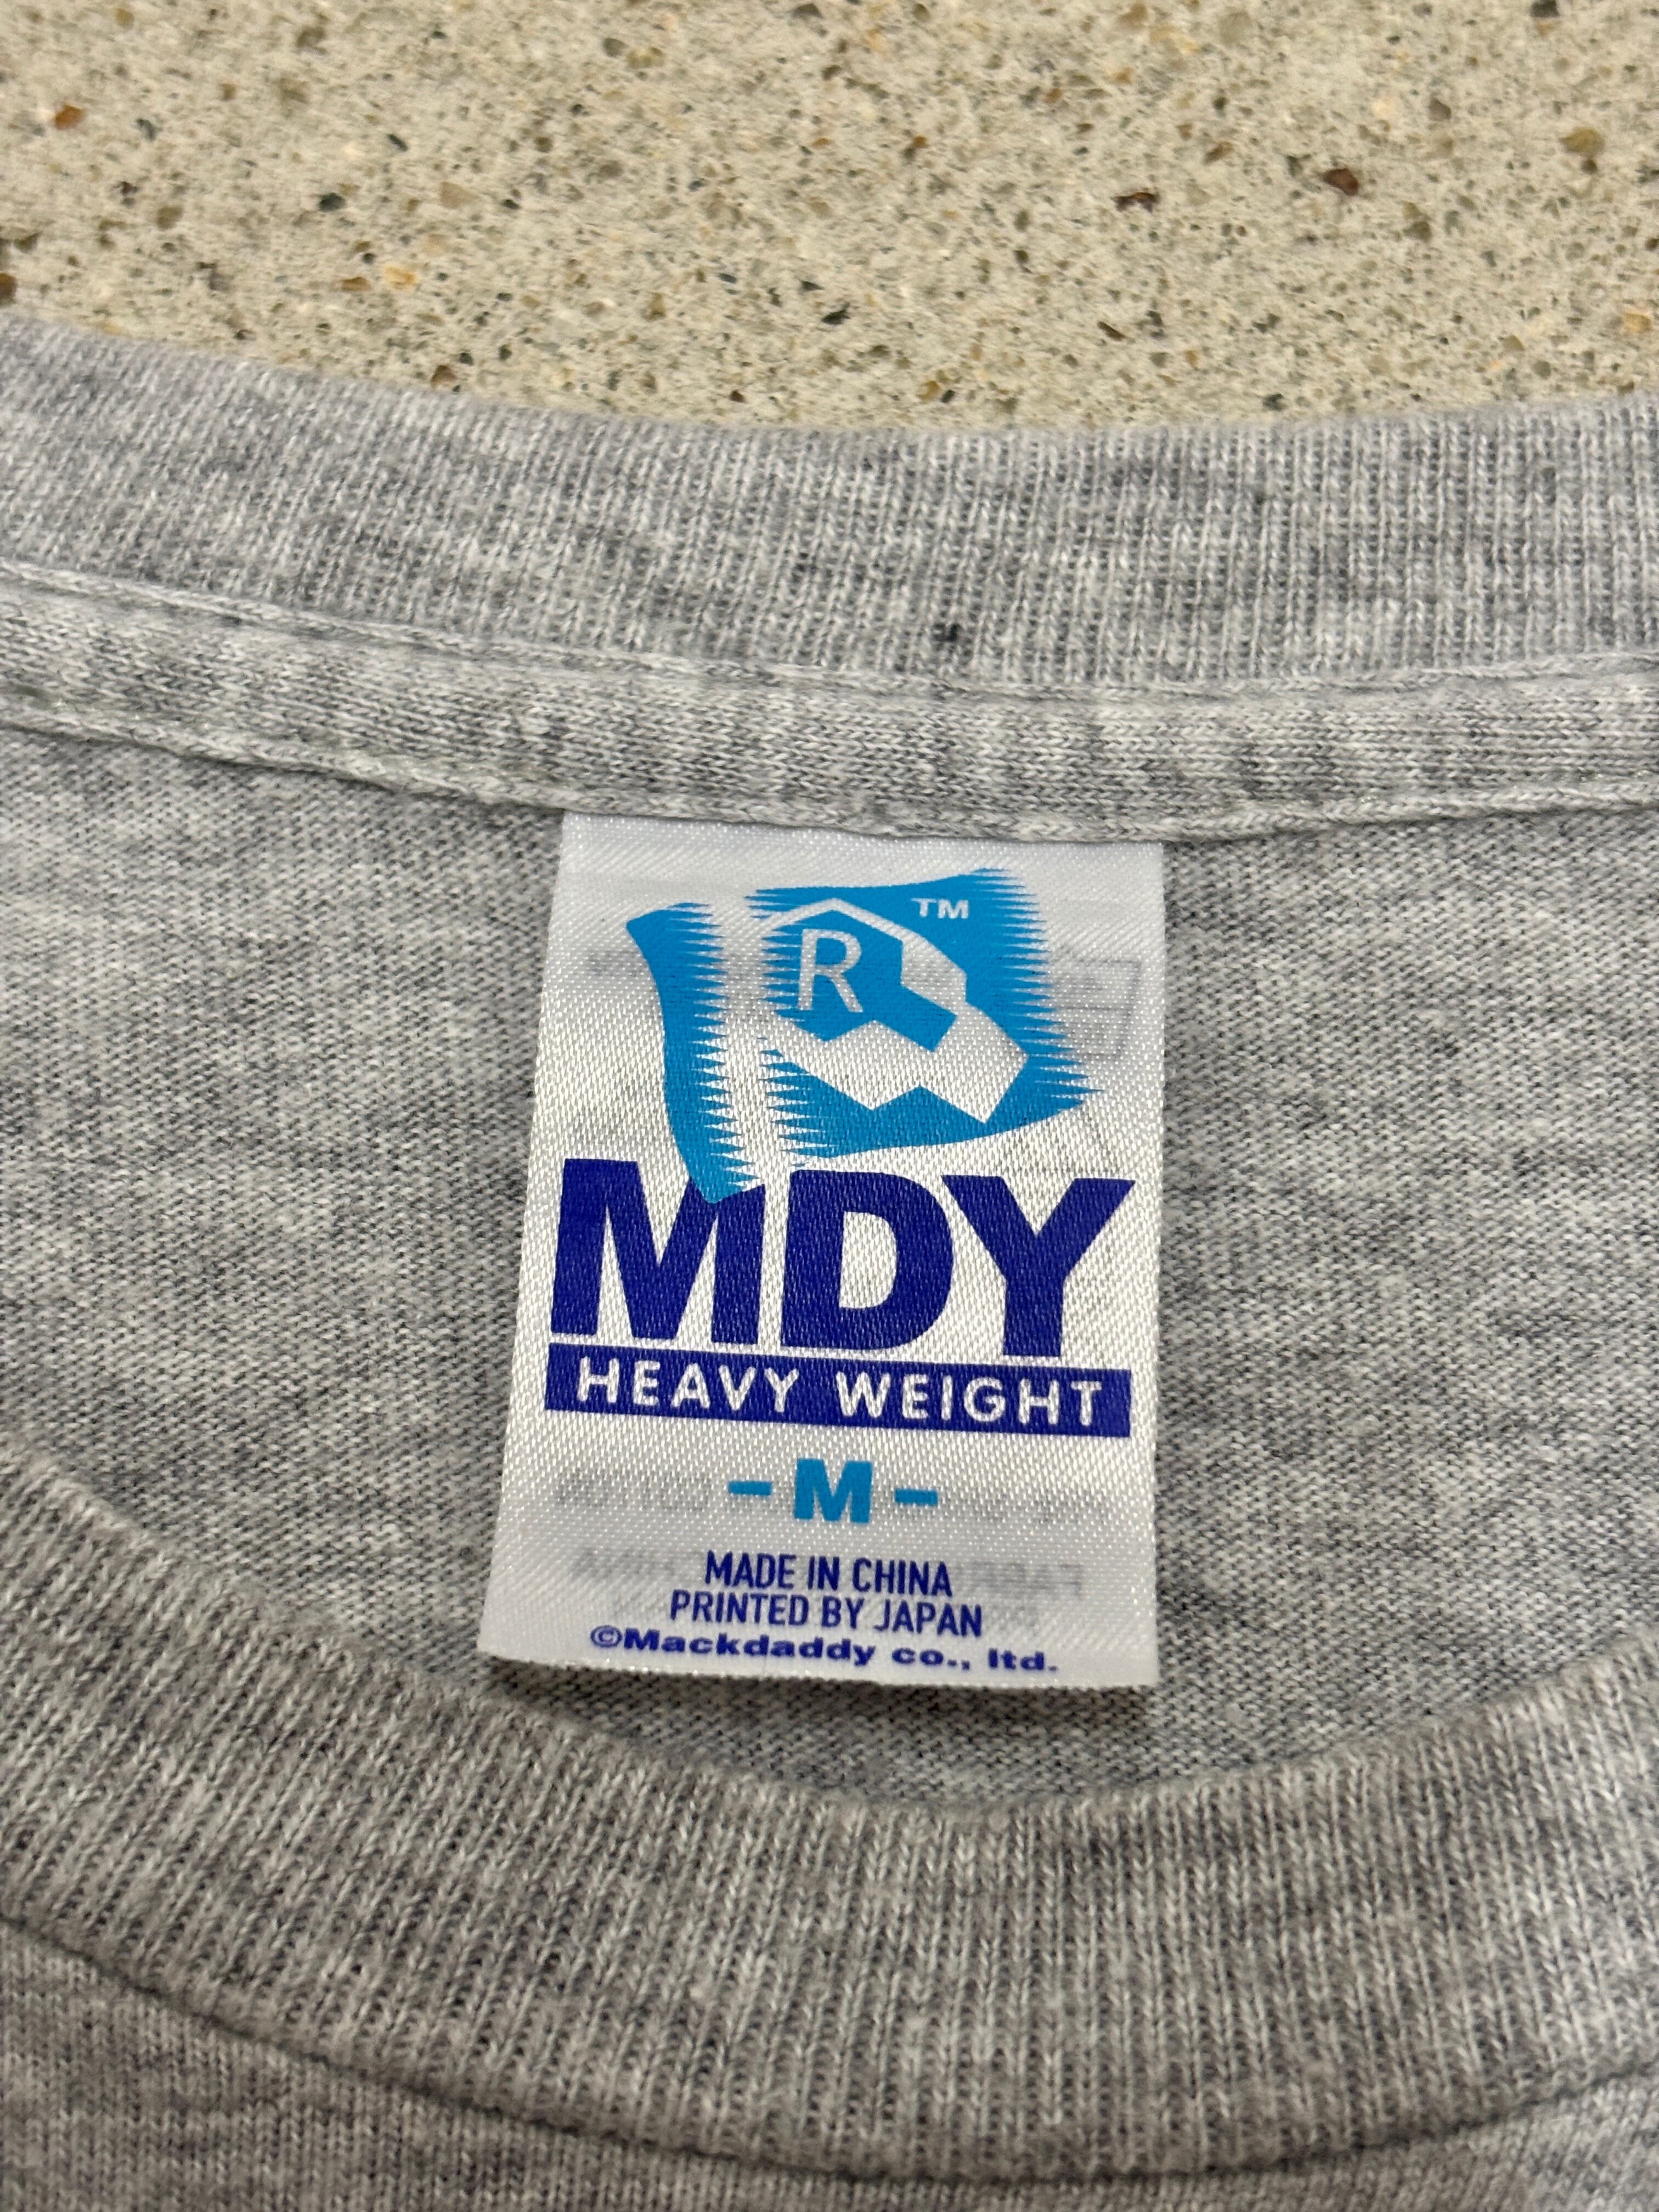 TM
R
MDY
HEAVY WEIGHT
- M -
MADE IN CHINA
PRINTED BY JAPAN
©Mackdaddy co., ltd.